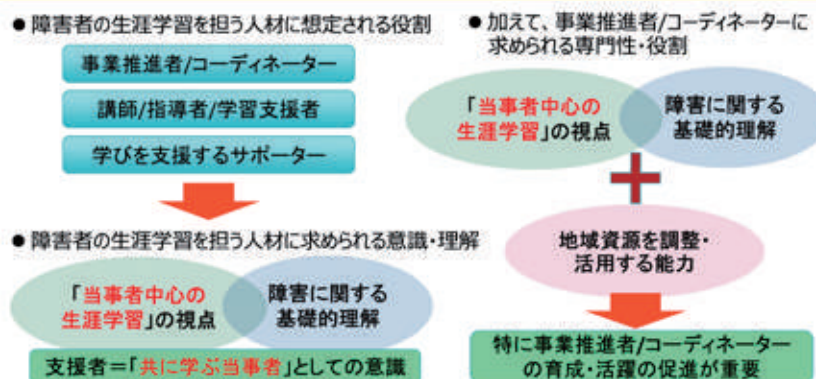 ● 障害者の生涯学習を担う人材に想定される役割
事業推進者/コーディネーター
講師/指導者/学習支援者
学びを支援するサポーター
● 障害者の生涯学習を担う人材に求められる意識・理解
「当事者中心の
生涯学習」の視点
障害に関する
基礎的理解
支援者=「共に学ぶ当事者」としての意識
● 加えて、事業推進者/コーディネーターに
求められる専門性・役割
「当事者中心の
生涯学習」の視点
障害に関する
基礎的理解
地域資源を調整・
活用する能力
特に事業推進者/コーディネーター
の育成・活躍の促進が重要